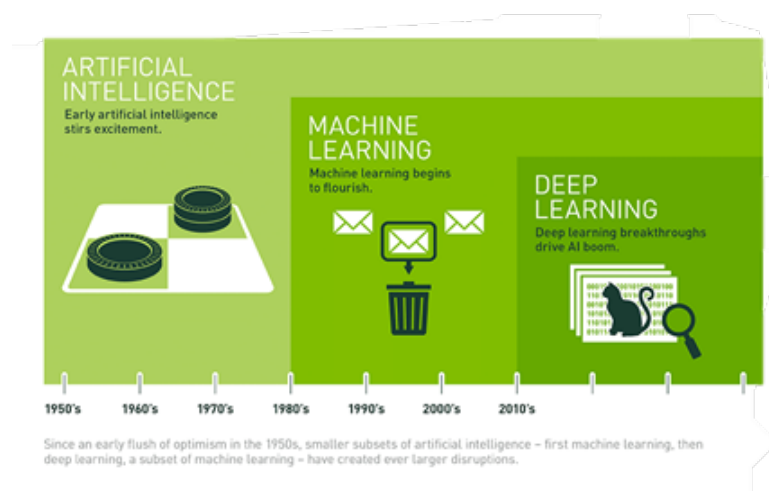 ARTIFICIAL
INTELLIGENCE
Early artificial intelligence
stirs excitement.
MACHINE
LEARNING
Machine learning begins
to flourish.
DEEP
LEARNING
Deep learning breakthroughs
drive AI boom.
1950's 1960's 1970's 1980's 1990's 2000's 2010's
Since an early flush of optimism in the 1950s, smaller subsets of artificial intelligence – first machine learning, then
deep learning, a subset of machine learning – have created ever larger disruptions.